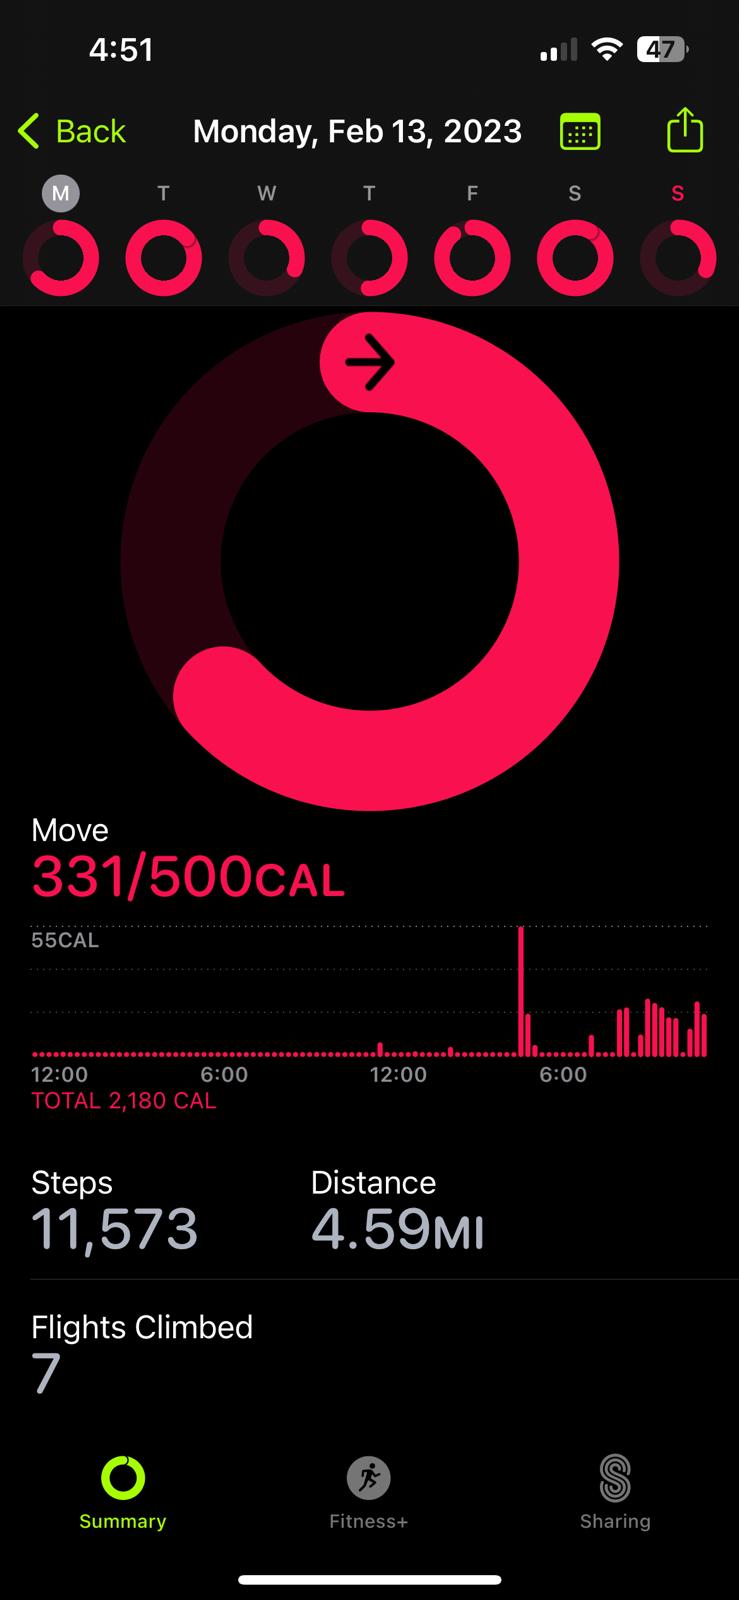 4:51 47
Back Monday, Feb 13, 2023
M T W T F S S
Move
331/500CAL
55CAL
12:00 6:00 12:00 6:00
TOTAL 2,180 CAL
Steps Distance
11,573 4.59MI
Flights Climbed
7
Summary Fitness+ Sharing